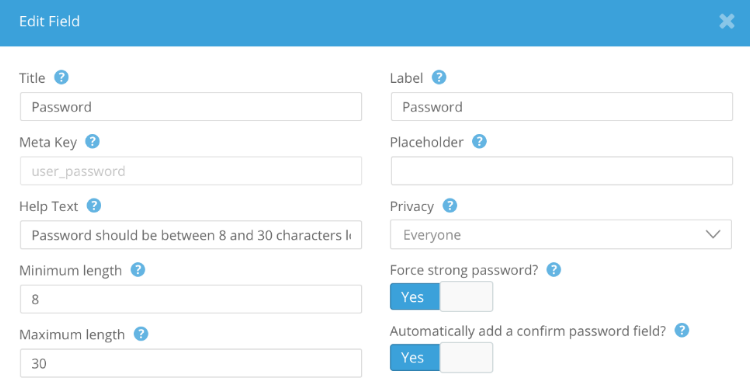 Edit Field
Title
Password
Label
Password
Meta Key
user_password
Placeholder
Help Text
Password should be between 8 and 30 characters l
Privacy
Everyone
Minimum length
8
Force strong password?
Yes
Maximum length
30
Automatically add a confirm password field?
Yes